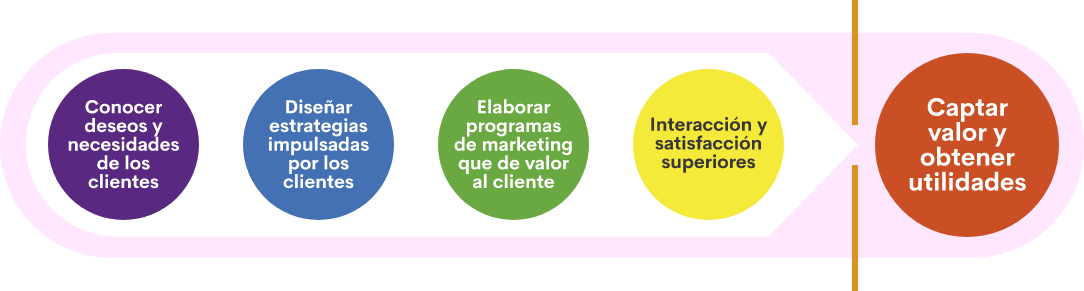 Conocer
deseos y
necesidades
de los
clientes
Diseñar
estrategias
impulsadas
por los
clientes
Elaborar
programas
de marketing
que de valor
al cliente
Interacción y
satisfacción
superiores
Captar
valor y
obtener
utilidades